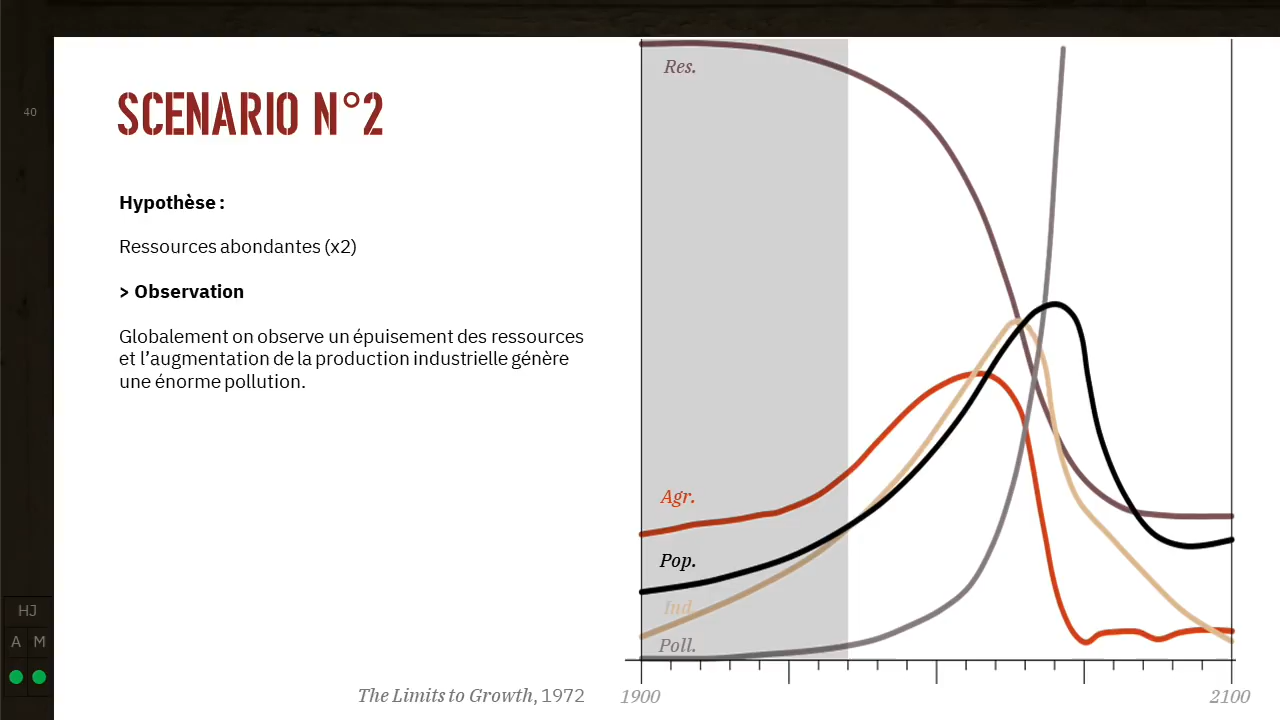 40
SCENARIO N°2
Hypothèse :
Ressources abondantes (x2)
> Observation
Globalement on observe un épuisement des ressources
et l’augmentation de la production industrielle génère
une énorme pollution.
The Limits to Growth, 1972
Res.
Agr.
Pop.
Ind.
Poll.
1900
2100
HJ
A M